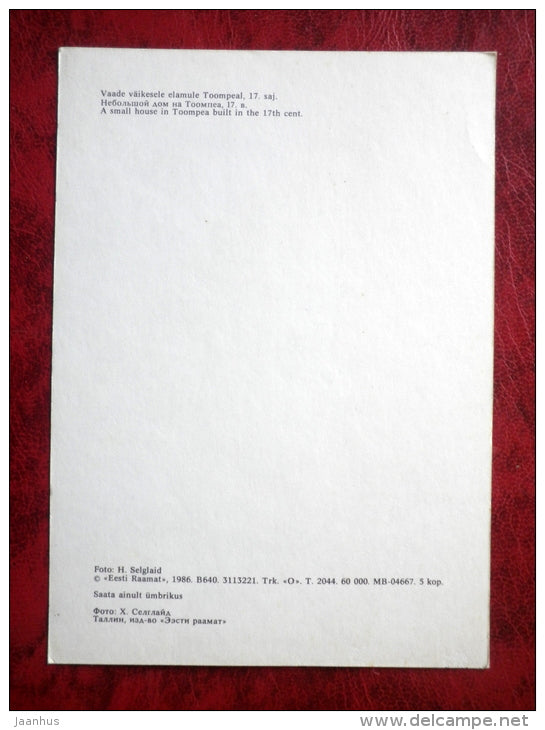 Vaade väikesele elamule Toompeal, 17. saj.
Небольшой дом на Тоомпеа, 17. в.
A small house in Toompea built in the 17th cent.
Foto: H. Selglaid
© «Eesti Raamat», 1986. B640. 3113221. Trk. «O». T. 2044. 60 000. MB-04667. 5 kop.
Saata ainult ümbrikus
Фото: Х. Селглайд
Таллин, изд-во «Ээсти раамат»
jaanhus
http://www.delcampe.net